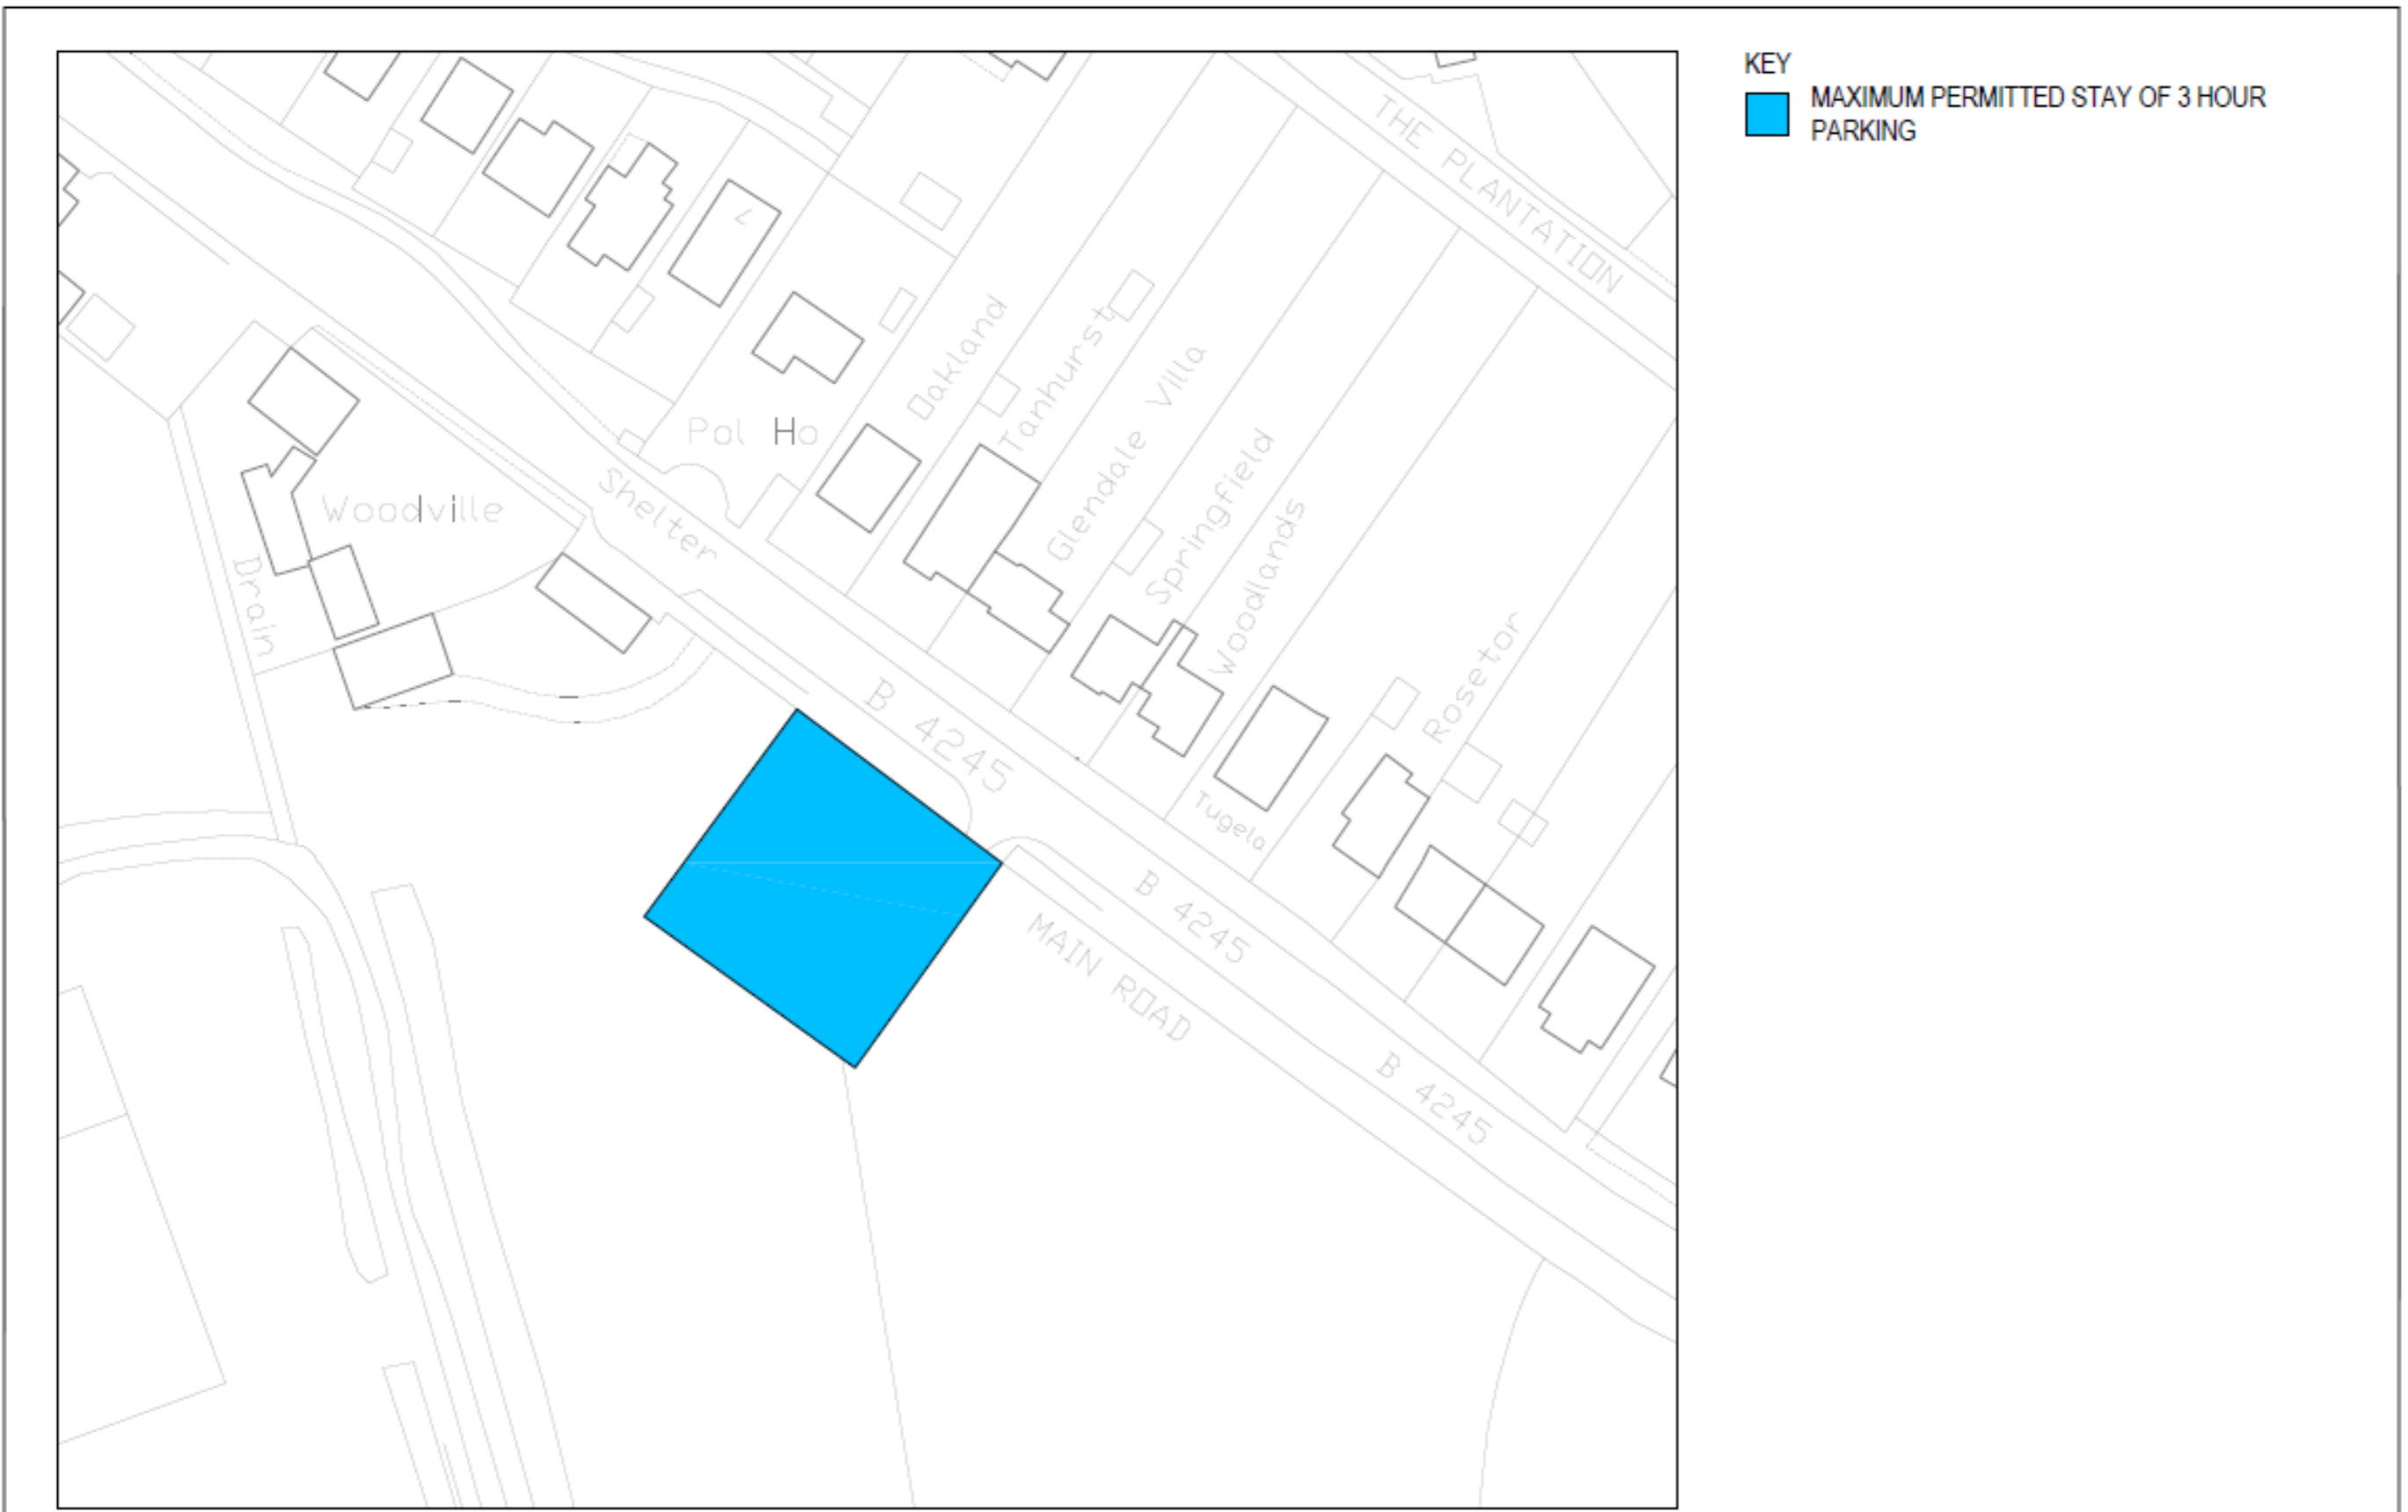 KEY
MAXIMUM PERMITTED STAY OF 3 HOUR
PARKING
THE PLANTATION
Oakland
Tanhurst
Glendale Villa
Springfield
Woodlands
Rosetor
Tugela
Pol Ho
Shelter
Woodville
Drain
B 4245
B 4245
MAIN ROAD
B 4245